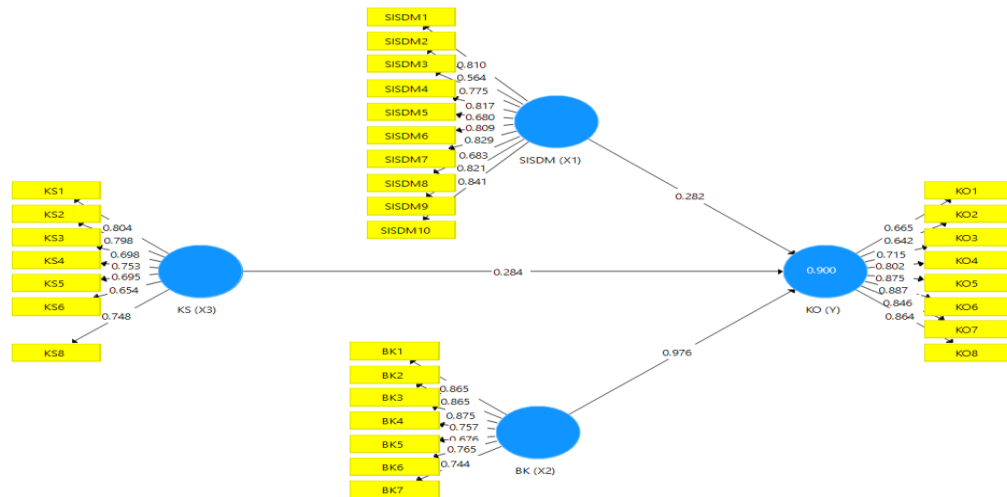 SISDM1
SISDM2
SISDM3
SISDM4
SISDM5
SISDM6
SISDM7
SISDM8
SISDM9
SISDM10
0.810
0.564
0.775
0.817
0.680
0.809
0.829
0.683
0.821
0.841
SISDM (X1)
0.282
KS1
KS2
KS3
KS4
KS5
KS6
KS8
0.804
0.798
0.698
0.753
0.695
0.654
0.748
KS (X3)
0.284
0.900
KO (Y)
0.665
0.642
0.715
0.802
0.875
0.887
0.846
0.864
KO1
KO2
KO3
KO4
KO5
KO6
KO7
KO8
0.976
BK1
BK2
BK3
BK4
BK5
BK6
BK7
0.865
0.865
0.875
0.757
0.676
0.765
0.744
BK (X2)